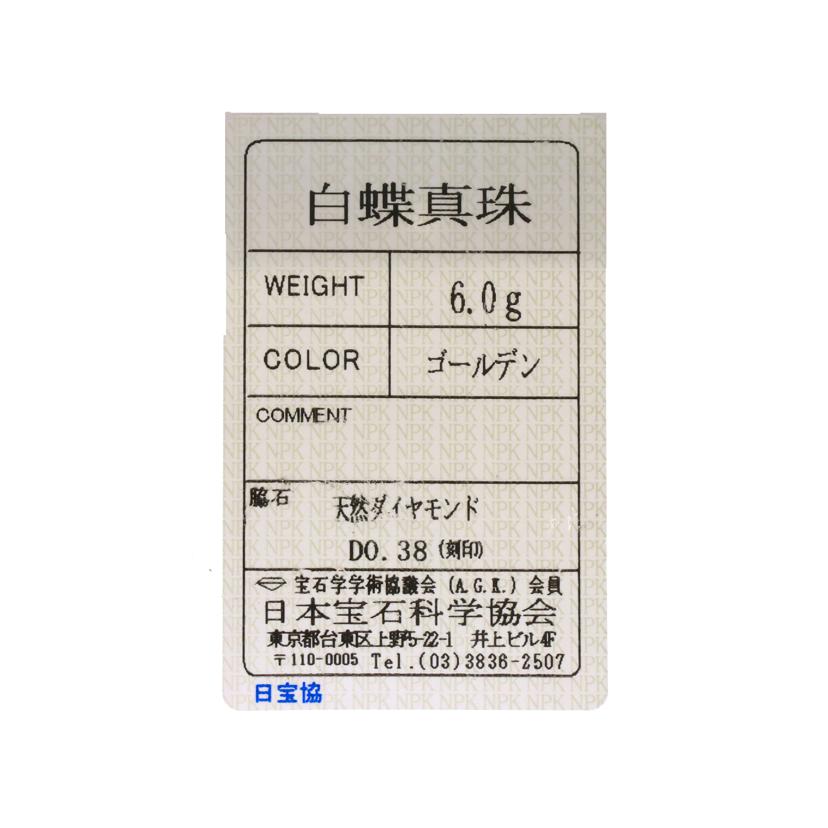 白蝶真珠
WEIGHT 6.0g
COLOR ゴールデン
COMMENT
脇石 天然ダイヤモンド
D0.38 (刻印)
宝石学学術協議会 (A.G.K.) 会員
日本宝石科学協会
東京都台東区上野5-22-1 井上ビル4F
〒110-0005 Tel.(03)3836-2507
日宝協